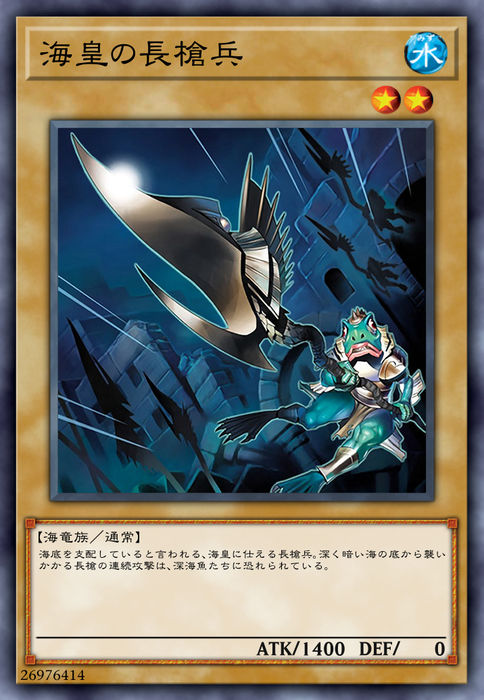 海皇の長槍兵
みず
水
【海竜族／通常】
海底を支配していると言われる、海皇に仕える長槍兵。深く暗い海の底から襲い
かかる長槍の連続攻撃は、深海魚たちに恐れられている。
ATK/1400 DEF/ 0
26976414